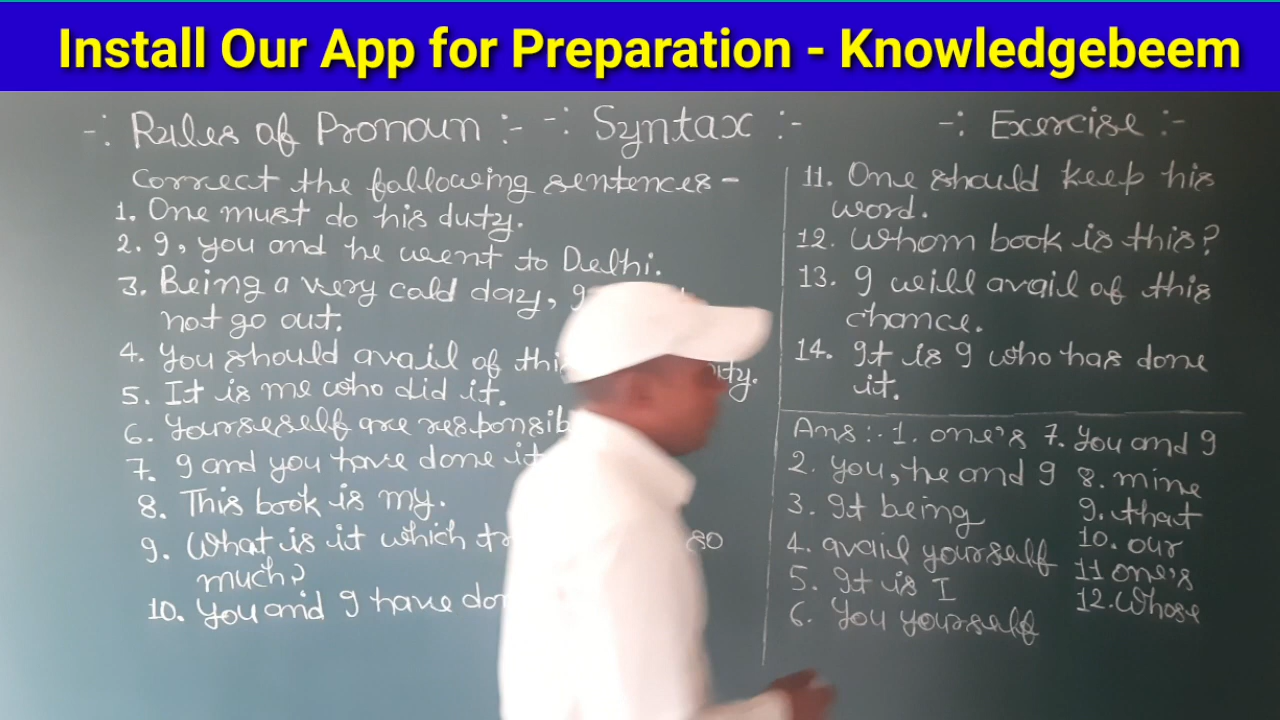 Install Our App for Preparation - Knowledgebeem
-: Rules of Pronoun :- -: Syntax :- -: Exercise :-
Correct the following sentences -
1. One must do his duty.
2. I, you and he went to Delhi.
3. Being a very cold day, I
not go out.
4. You should avail of this
5. It is me who did it.
6. Yourseself are responsib
7. I and you have done it
8. This book is my.
9. What is it which so
much?
10. You and I have don
11. One should keep his
word.
12. Whom book is this?
13. I will avail of this
chance.
14. It is I who has done
it.
Ans :- 1. one's 7. You and I
2. you, he and I 8. mine
3. It being 9. that
4. avail yourself 10. our
5. It is I 11 one's
6. You yourself 12. Whose